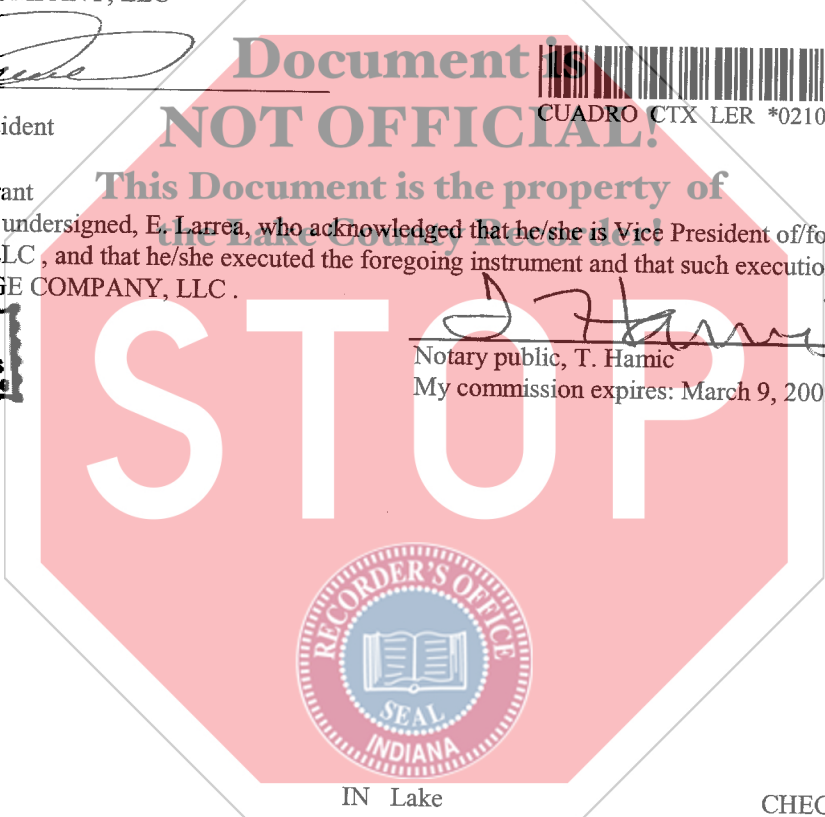 Document is
NOT OFFICIAL!
CUADRO CTX LER *0210
ident
This Document is the property of
ant
undersigned, E. Larrea, who acknowledged that he/she is Vice President of/fo
the Lake County Recorder!
LC , and that he/she executed the foregoing instrument and that such executio
GE COMPANY, LLC .
STOP
T Hamic
Notary public, T. Hamic
My commission expires: March 9, 200
RECORDER'S OFFICE
SEAL
INDIANA
IN Lake
CHEC